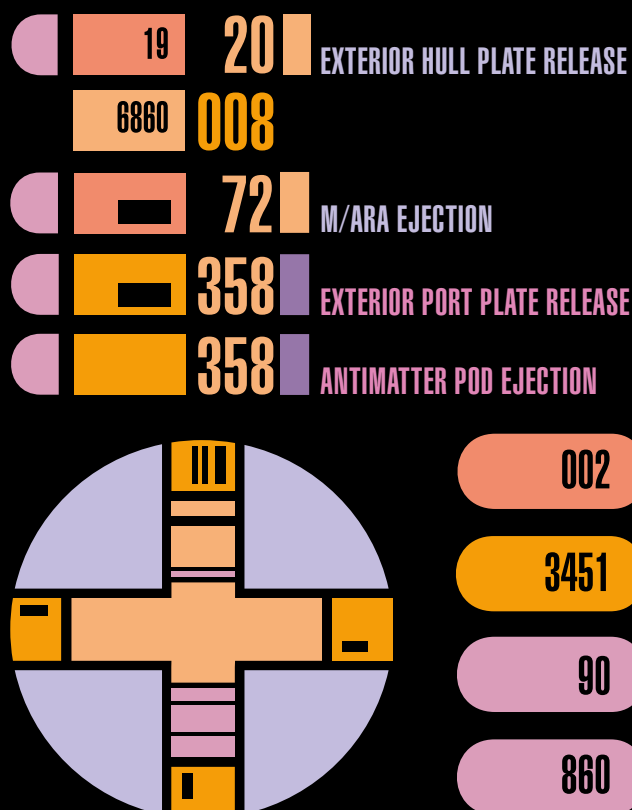 19 20 EXTERIOR HULL PLATE RELEASE
6860 008
72 M/ARA EJECTION
358 EXTERIOR PORT PLATE RELEASE
358 ANTIMATTER POD EJECTION
002
3451
90
860